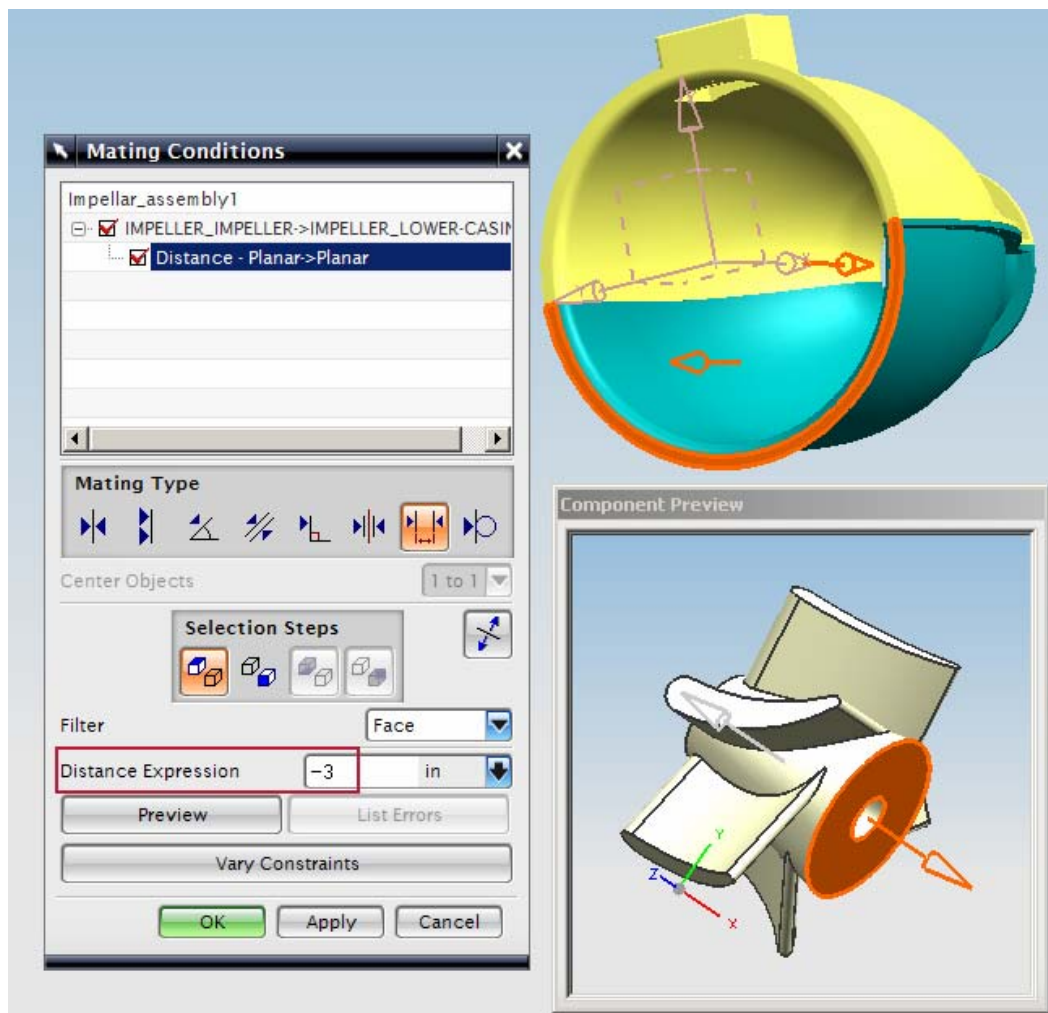 Mating Conditions
Impellar_assembly1
IMPELLER_IMPELLER->IMPELLER_LOWER-CASIN
Distance - Planar->Planar
Mating Type
Center Objects 1 to 1
Selection Steps
Filter Face
Distance Expression -3 in
Preview List Errors
Vary Constraints
OK Apply Cancel
Component Preview
Y
Z
X